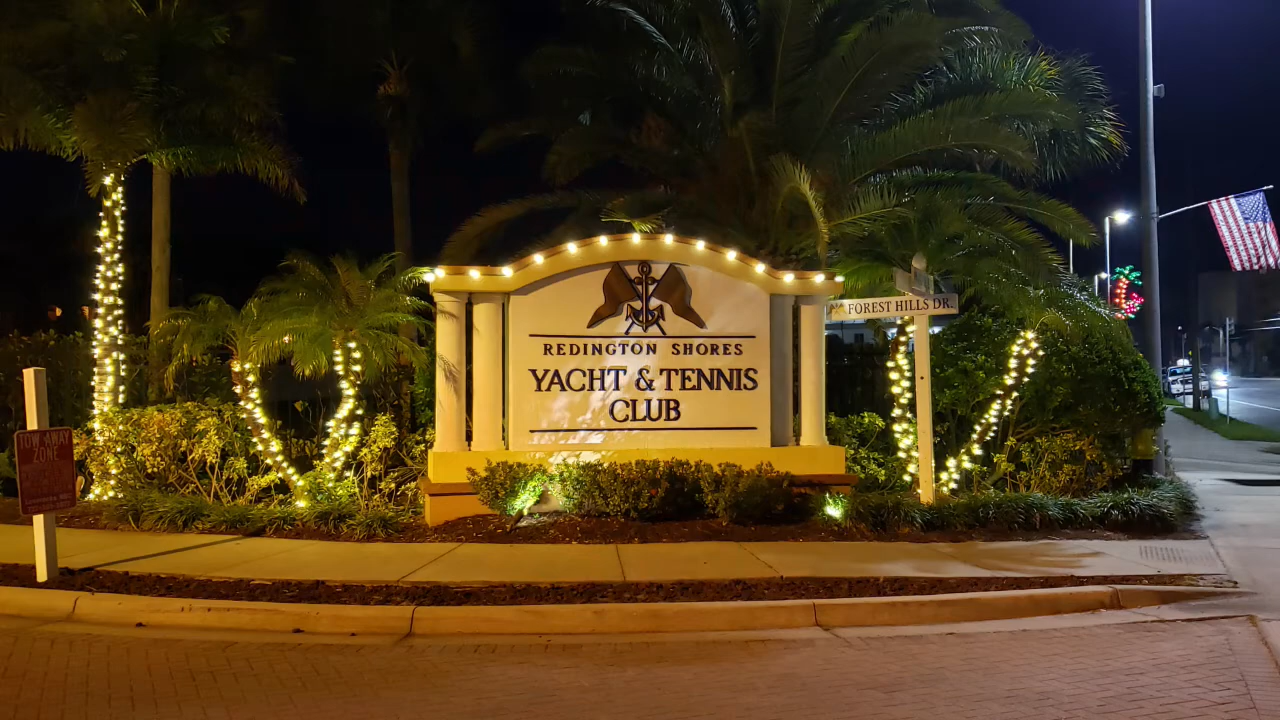 REDINGTON SHORES
YACHT & TENNIS
CLUB
FOREST HILLS DR.
TOW AWAY
ZONE